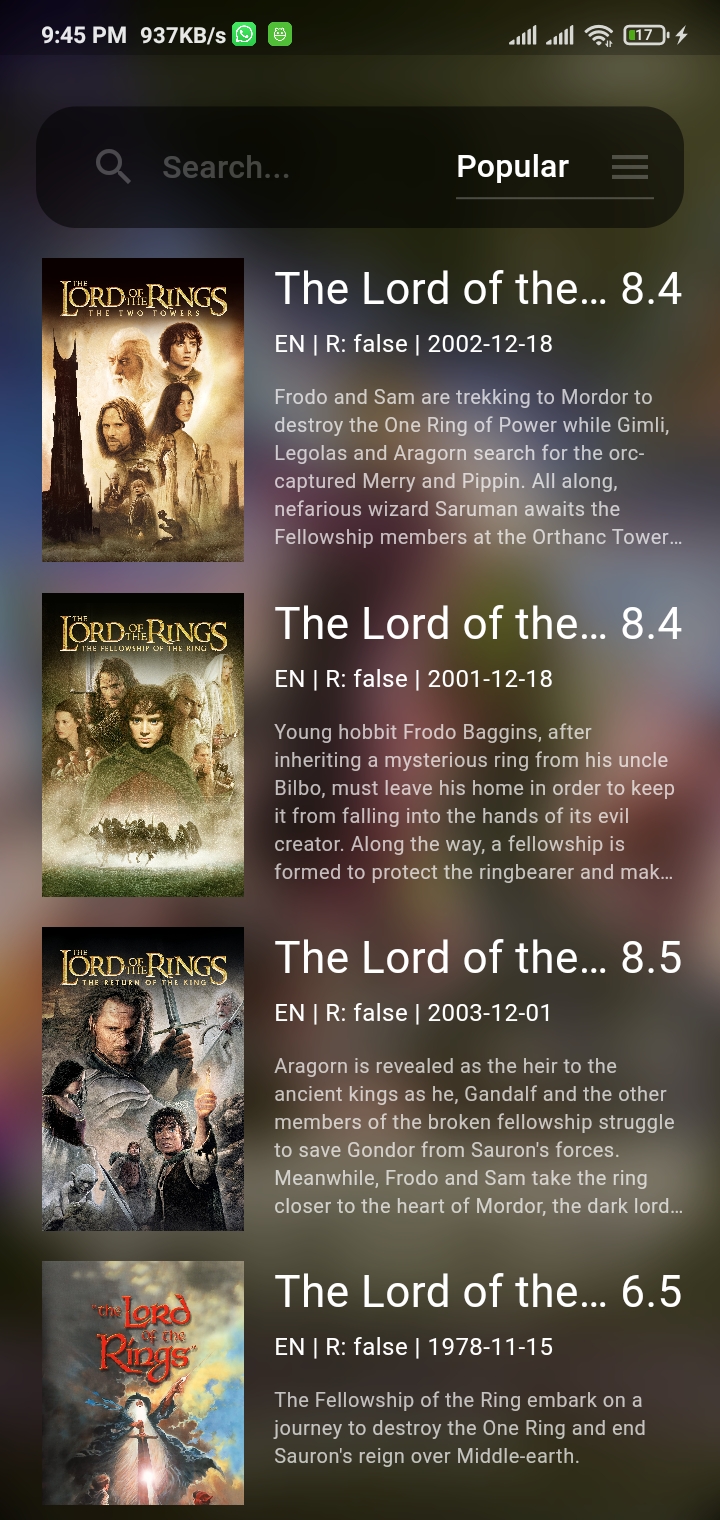 9:45 PM 937KB/s 17
Search... Popular
THE
LORD OF THE RINGS
THE TWO TOWERS
The Lord of the... 8.4
EN | R: false | 2002-12-18
Frodo and Sam are trekking to Mordor to
destroy the One Ring of Power while Gimli,
Legolas and Aragorn search for the orc-
captured Merry and Pippin. All along,
nefarious wizard Saruman awaits the
Fellowship members at the Orthanc Tower...
THE
LORD OF THE RINGS
THE FELLOWSHIP OF THE RING
The Lord of the... 8.4
EN | R: false | 2001-12-18
Young hobbit Frodo Baggins, after
inheriting a mysterious ring from his uncle
Bilbo, must leave his home in order to keep
it from falling into the hands of its evil
creator. Along the way, a fellowship is
formed to protect the ringbearer and mak...
THE
LORD OF THE RINGS
THE RETURN OF THE KING
The Lord of the... 8.5
EN | R: false | 2003-12-01
Aragorn is revealed as the heir to the
ancient kings as he, Gandalf and the other
members of the broken fellowship struggle
to save Gondor from Sauron's forces.
Meanwhile, Frodo and Sam take the ring
closer to the heart of Mordor, the dark lord...
"the Lord
of the
Rings"
The Lord of the... 6.5
EN | R: false | 1978-11-15
The Fellowship of the Ring embark on a
journey to destroy the One Ring and end
Sauron's reign over Middle-earth.